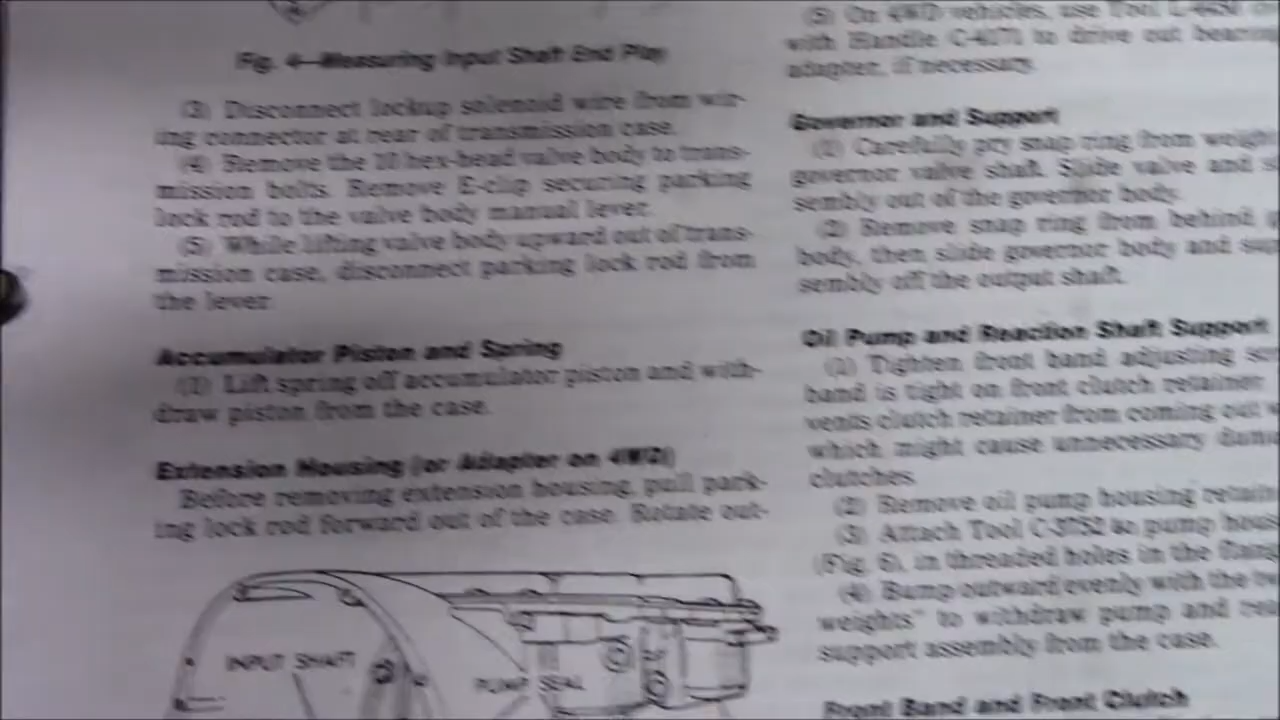 Fig. 4—Measuring Input Shaft End Play
(3) Disconnect lockup solenoid wire from wir-
ing connector at rear of transmission case.
(4) Remove the 10 hex-head valve body to trans-
mission bolts. Remove E-clip securing parking
lock rod to the valve body manual lever.
(5) While lifting valve body upward out of trans-
mission case, disconnect parking lock rod from
the lever.
Accumulator Piston and Spring
(1) Lift spring off accumulator piston and with-
draw piston from the case.
Extension Housing (or Adapter on 4WD)
Before removing extension housing, pull park-
ing lock rod forward out of the case. Rotate out-
INPUT SHAFT
PUMP SEAL
On 4WD vehicles, use Tool
with Handle C-4171 to drive out bearing
adapter, if necessary.
Governor and Support
(1) Carefully pry snap ring from weight
governor valve shaft. Slide valve and
sembly out of the governor body.
(2) Remove snap ring from behind
body, then slide governor body and sup
sembly off the output shaft.
Oil Pump and Reaction Shaft Support
(1) Tighten front band adjusting
band is tight on front clutch retainer.
vents clutch retainer from coming out
which might cause unnecessary dam
clutches.
(2) Remove oil pump housing retain
(3) Attach Tool C-3752 to pump hous
(Fig. 6), in threaded holes in the flang
(4) Bump outward evenly with the
weights" to withdraw pump and rea
support assembly from the case.
Front Band and Front Clutch